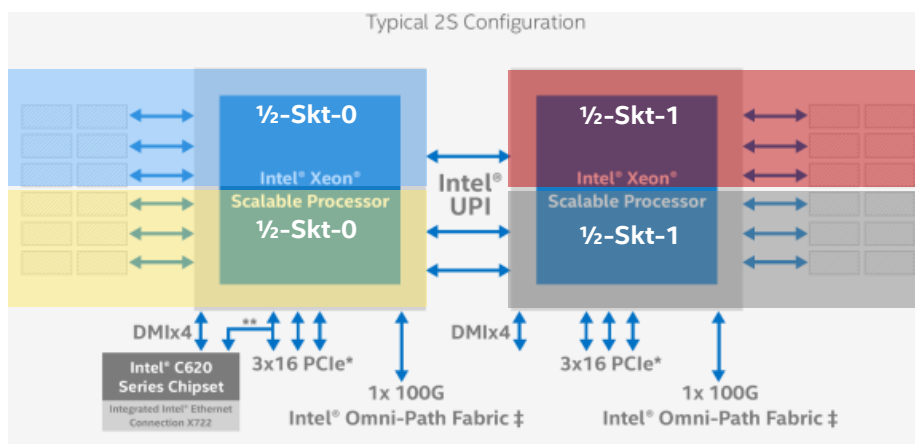 Typical 2S Configuration
½-Skt-0
Intel® Xeon®
Scalable Processor
½-Skt-0
Intel®
UPI
½-Skt-1
Intel® Xeon®
Scalable Processor
½-Skt-1
DMIx4
**
3x16 PCIe*
Intel® C620
Series Chipset
Integrated Intel® Ethernet
Connection X722
1x 100G
Intel® Omni-Path Fabric ‡
DMIx4
3x16 PCIe*
1x 100G
Intel® Omni-Path Fabric ‡